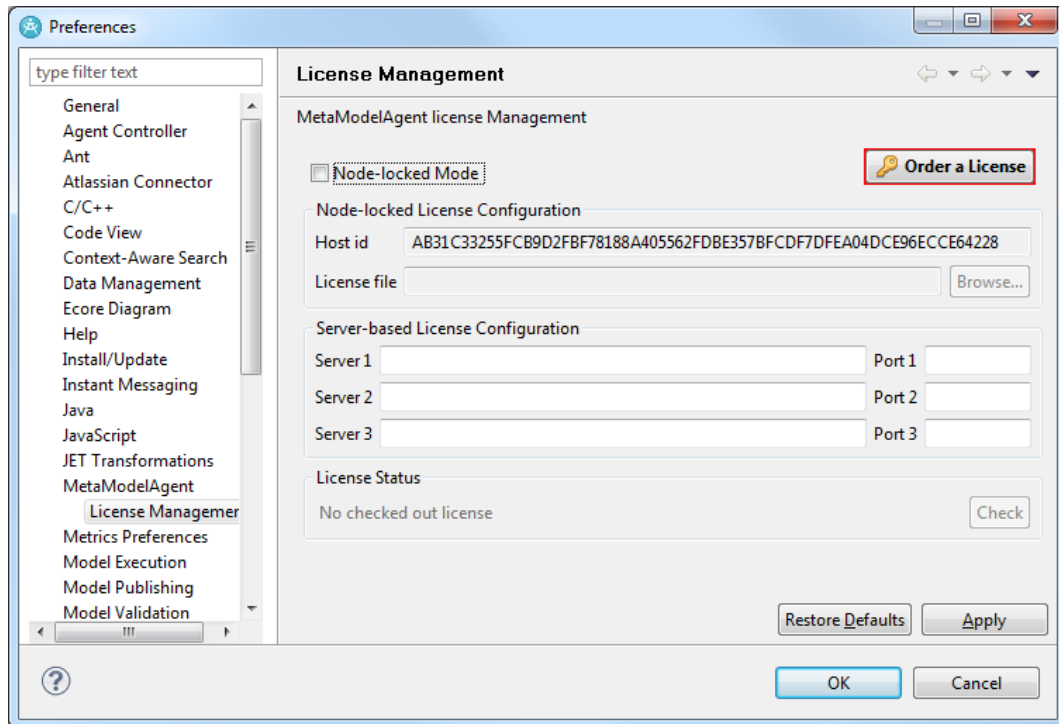 Preferences
type filter text
General
Agent Controller
Ant
Atlassian Connector
C/C++
Code View
Context-Aware Search
Data Management
Ecore Diagram
Help
Install/Update
Instant Messaging
Java
JavaScript
JET Transformations
MetaModelAgent
License Managemer
Metrics Preferences
Model Execution
Model Publishing
Model Validation
License Management
MetaModelAgent license Management
Node-locked Mode
Order a License
Node-locked License Configuration
Host id AB31C33255FCB9D2FBF78188A405562FDBE357BFCDF7DFEA04DCE96ECCE64228
License file Browse...
Server-based License Configuration
Server 1 Port 1
Server 2 Port 2
Server 3 Port 3
License Status
No checked out license Check
Restore Defaults Apply
OK Cancel